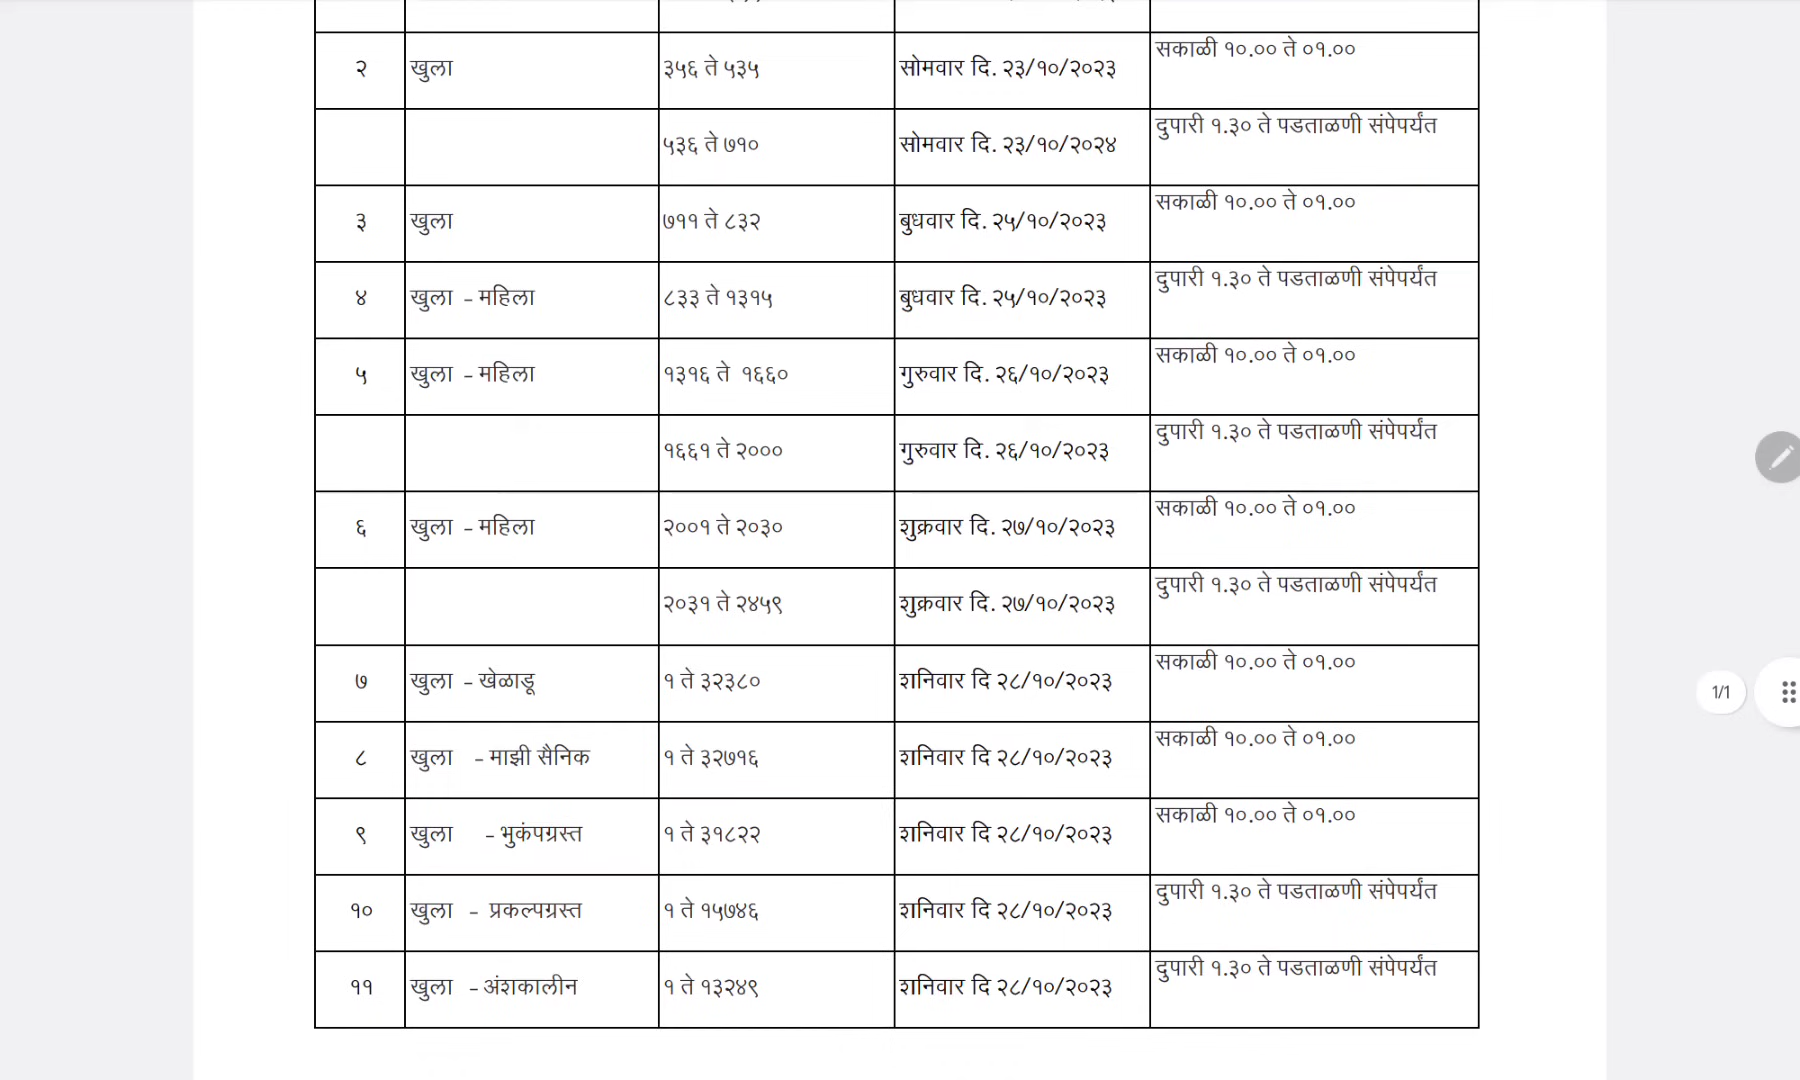 २ खुला ३५६ ते ५३५ सोमवार दि. २३/१०/२०२३ सकाळी १०.०० ते ०१.००
५३६ ते ७१० सोमवार दि. २३/१०/२०२४ दुपारी १.३० ते पडताळणी संपेपर्यंत
३ खुला ७११ ते ८३२ बुधवार दि. २५/१०/२०२३ सकाळी १०.०० ते ०१.००
४ खुला - महिला ८३३ ते १३१५ बुधवार दि. २५/१०/२०२३ दुपारी १.३० ते पडताळणी संपेपर्यंत
५ खुला - महिला १३१६ ते १६६० गुरुवार दि. २६/१०/२०२३ सकाळी १०.०० ते ०१.००
१६६१ ते २००० गुरुवार दि. २६/१०/२०२३ दुपारी १.३० ते पडताळणी संपेपर्यंत
६ खुला - महिला २००१ ते २०३० शुक्रवार दि. २७/१०/२०२३ सकाळी १०.०० ते ०१.००
२०३१ ते २४५९ शुक्रवार दि. २७/१०/२०२३ दुपारी १.३० ते पडताळणी संपेपर्यंत
७ खुला - खेळाडू १ ते ३२३८० शनिवार दि २८/१०/२०२३ सकाळी १०.०० ते ०१.००
८ खुला - माझी सैनिक १ ते ३२७१६ शनिवार दि २८/१०/२०२३ सकाळी १०.०० ते ०१.००
९ खुला - भुकंपग्रस्त १ ते ३१८२२ शनिवार दि २८/१०/२०२३ सकाळी १०.०० ते ०१.००
१० खुला - प्रकल्पग्रस्त १ ते १५७४६ शनिवार दि २८/१०/२०२३ दुपारी १.३० ते पडताळणी संपेपर्यंत
११ खुला - अंशकालीन १ ते १३२४९ शनिवार दि २८/१०/२०२३ दुपारी १.३० ते पडताळणी संपेपर्यंत
1/1